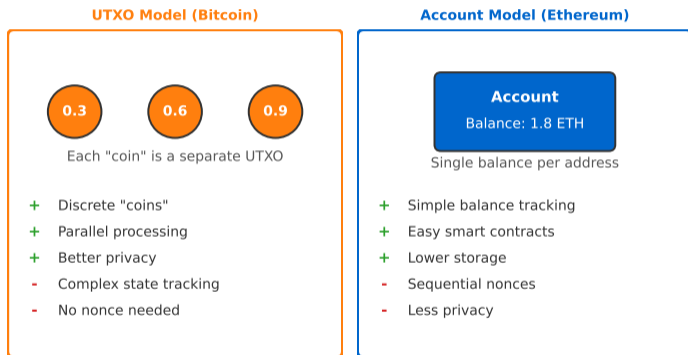 UTXO Model (Bitcoin)
0.3 0.6 0.9
Each "coin" is a separate UTXO
+ Discrete "coins"
+ Parallel processing
+ Better privacy
- Complex state tracking
- No nonce needed
Account Model (Ethereum)
Account
Balance: 1.8 ETH
Single balance per address
+ Simple balance tracking
+ Easy smart contracts
+ Lower storage
- Sequential nonces
- Less privacy